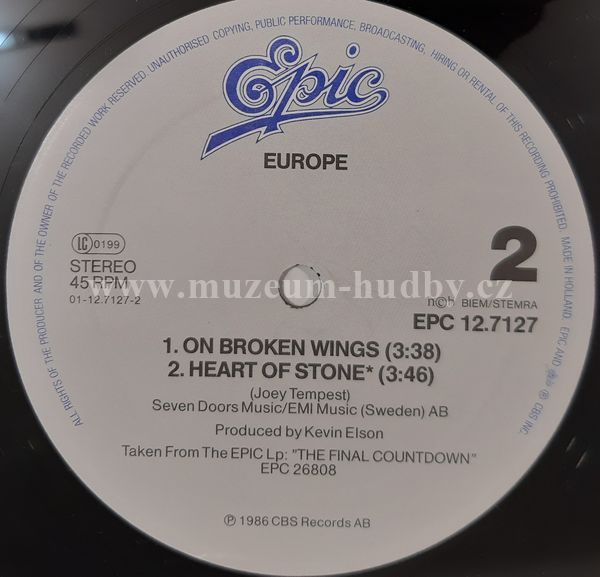 ALL RIGHTS OF THE PRODUCER AND OF THE OWNER OF THE RECORDED WORK RESERVED. UNAUTHORISED COPYING, PUBLIC PERFORMANCE, BROADCASTING, HIRING OR RENTAL OF THIS RECORDING PROHIBITED. MADE IN HOLLAND. EPIC AND ARE ® CBS INC.
Epic
EUROPE
LC 0199
STEREO
45 RPM
01-12.7127-2
2
n©b BIEM/STEMRA
EPC 12.7127
www.muzeum-hudby.cz
1. ON BROKEN WINGS (3:38)
2. HEART OF STONE* (3:46)
(Joey Tempest)
Seven Doors Music/EMI Music (Sweden) AB
Produced by Kevin Elson
Taken From The EPIC Lp: "THE FINAL COUNTDOWN"
EPC 26808
℗ 1986 CBS Records AB